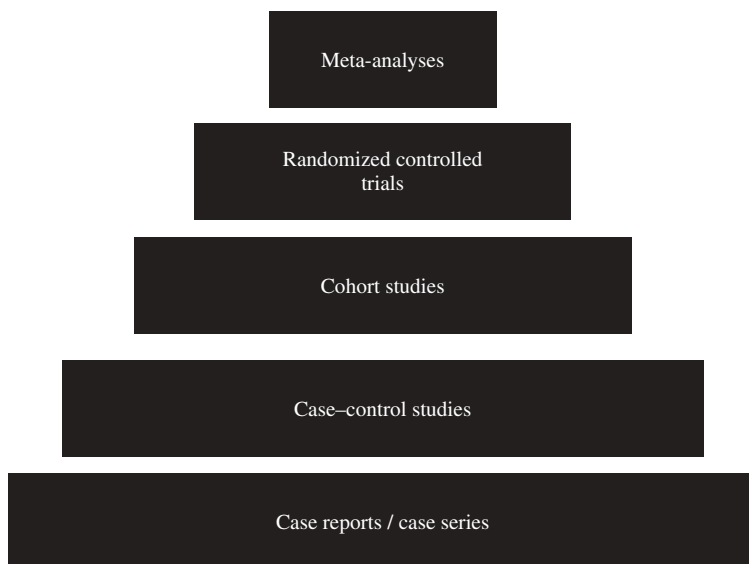 Meta-analyses
Randomized controlled
trials
Cohort studies
Case–control studies
Case reports / case series